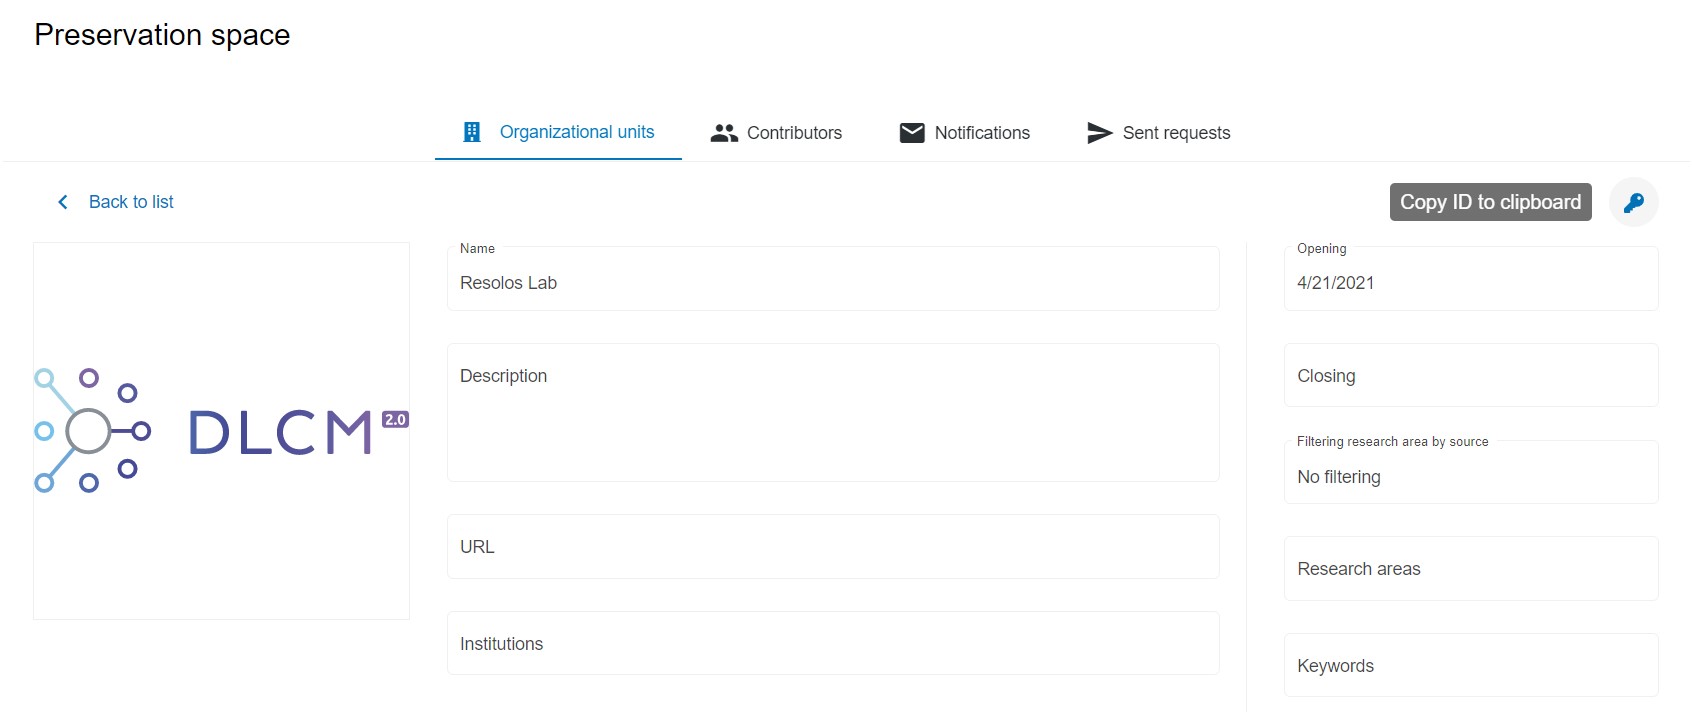 Preservation space
Organizational units
Contributors
Notifications
Sent requests
Back to list
Copy ID to clipboard
DLCM 2.0
Name
Resolos Lab
Description
URL
Institutions
Opening
4/21/2021
Closing
Filtering research area by source
No filtering
Research areas
Keywords